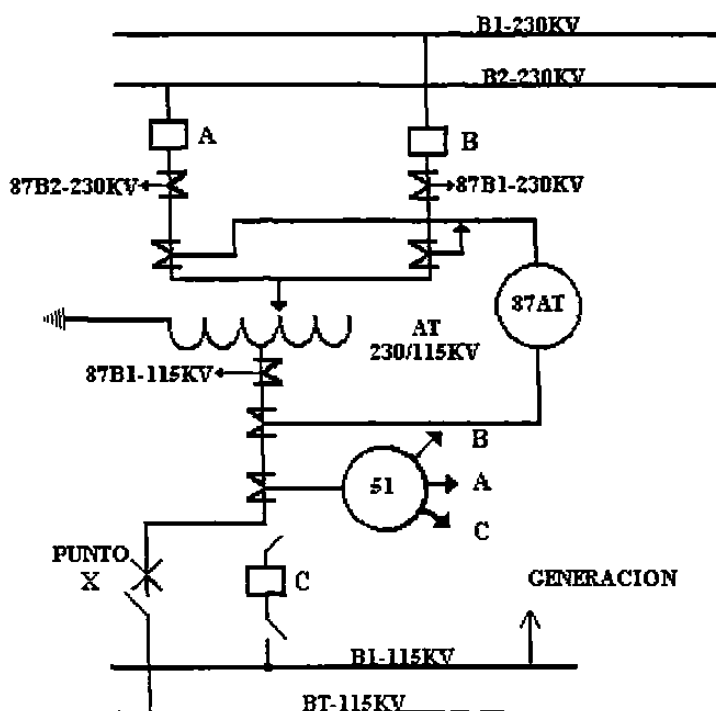 B1-230KV
B2-230KV
A
B
87B2-230KV
87B1-230KV
87AT
AT
230/115KV
87B1-115KV
B
51
A
C
PUNTO
X
C
GENERACION
B1-115KV
BT-115KV